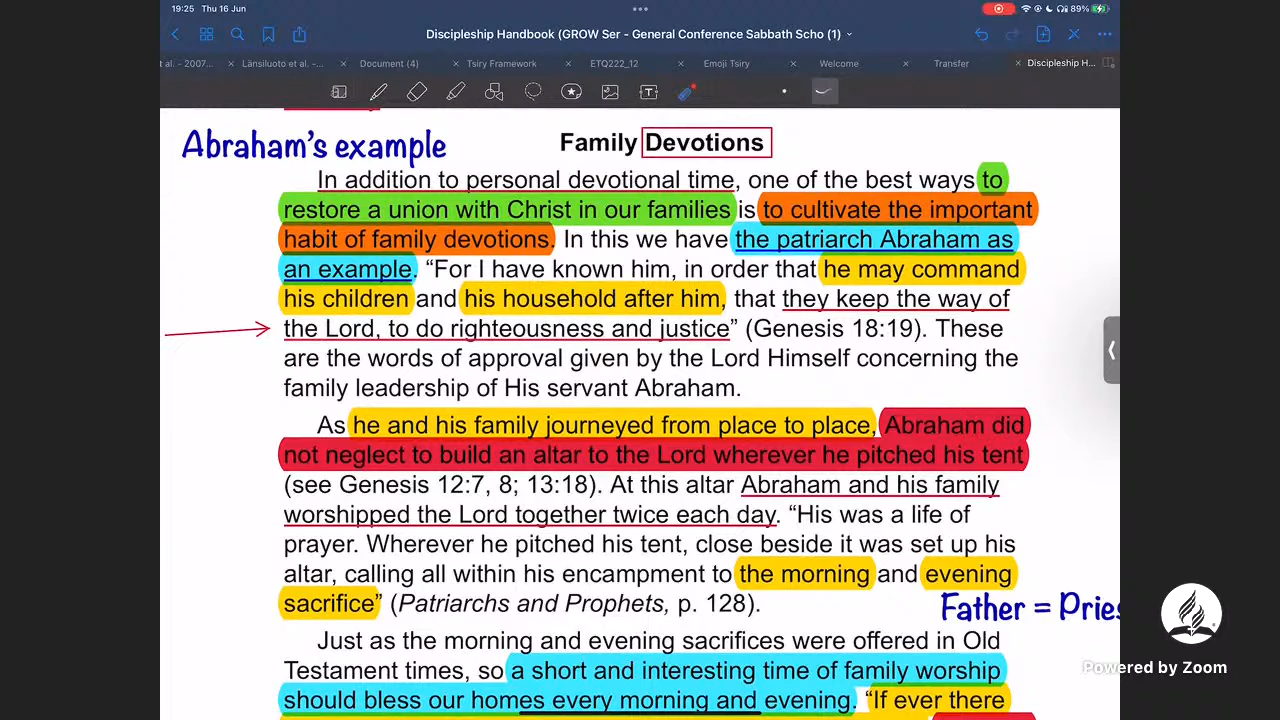 19:25 Thu 16 Jun
89%
Discipleship Handbook (GROW Ser - General Conference Sabbath Scho (1)
et al. - 2007...
Länsiluoto et al. -...
Document (4)
Tsiry Framework
ETQ222_12
Emoji Tsiry
Welcome
Transfer
Discipleship H...
Abraham's example
Family Devotions
In addition to personal devotional time, one of the best ways to
restore a union with Christ in our families is to cultivate the important
habit of family devotions. In this we have the patriarch Abraham as
an example. “For I have known him, in order that he may command
his children and his household after him, that they keep the way of
the Lord, to do righteousness and justice” (Genesis 18:19). These
are the words of approval given by the Lord Himself concerning the
family leadership of His servant Abraham.
As he and his family journeyed from place to place, Abraham did
not neglect to build an altar to the Lord wherever he pitched his tent
(see Genesis 12:7, 8; 13:18). At this altar Abraham and his family
worshipped the Lord together twice each day. “His was a life of
prayer. Wherever he pitched his tent, close beside it was set up his
altar, calling all within his encampment to the morning and evening
sacrifice” (Patriarchs and Prophets, p. 128).
Father = Pries
Just as the morning and evening sacrifices were offered in Old
Testament times, so a short and interesting time of family worship
should bless our homes every morning and evening. “If ever there
Powered by Zoom